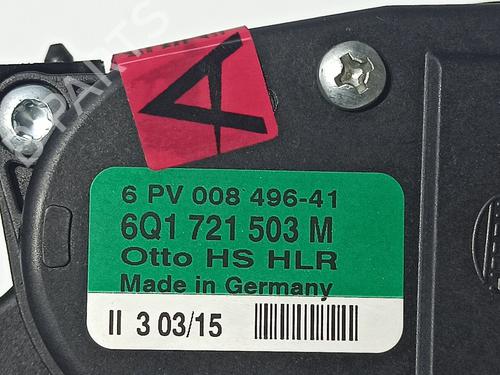 A
6 PV 008 496-41
6Q1 721 503 M
Otto HS HLR
Made in Germany
II 3 03/15